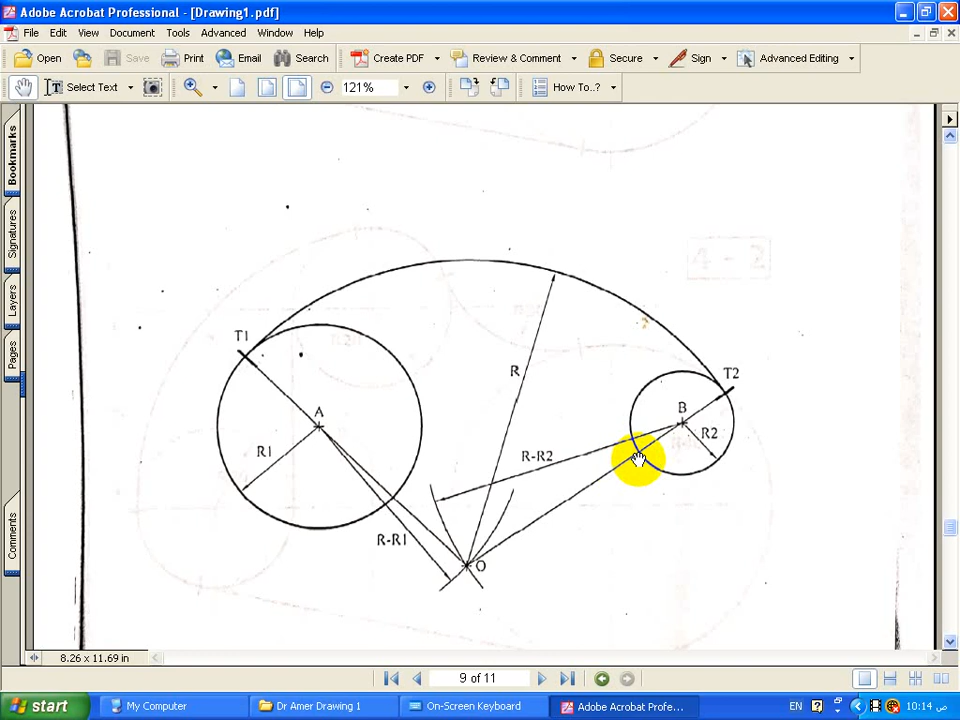 Adobe Acrobat Professional - [Drawing1.pdf]
File Edit View Document Tools Advanced Window Help
Open Save Print Email Search Create PDF Review & Comment Secure Sign Advanced Editing
Select Text 121% How To..?
Bookmarks
Signatures
Layers
Pages
Comments
4 - 2
T1
A
R1
R
T2
B
R2
R-R2
R-R1
O
8.26 x 11.69 in
9 of 11
start My Computer Dr Amer Drawing 1 On-Screen Keyboard Adobe Acrobat Profe... EN 10:14 ص